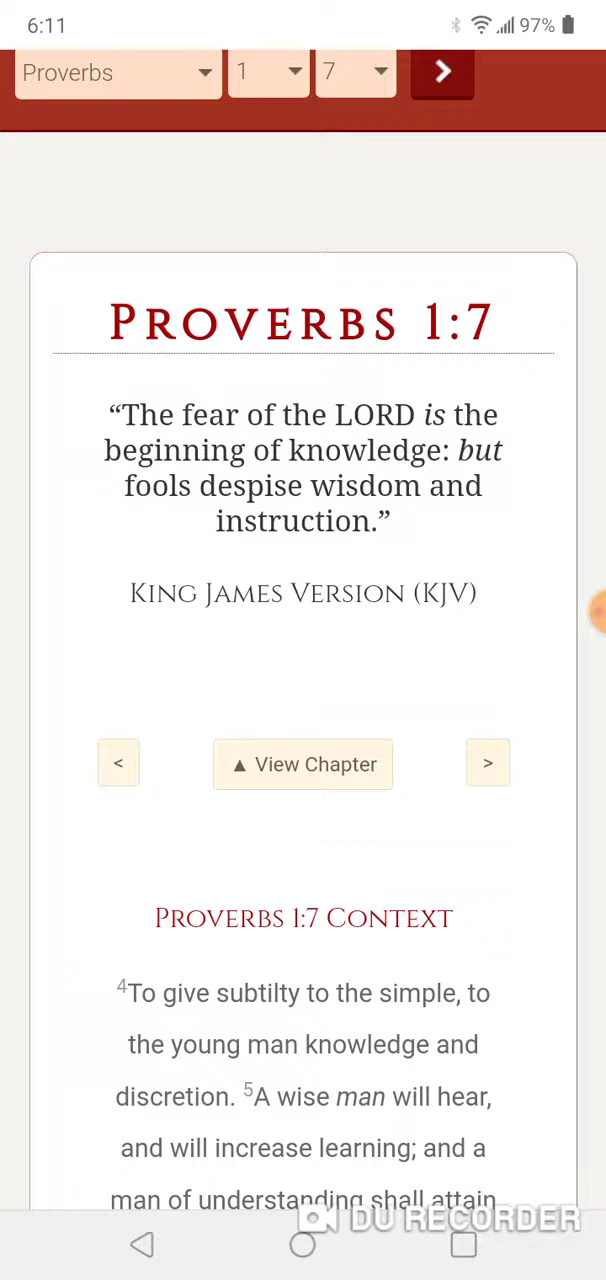 6:11 97%
Proverbs 1 7
PROVERBS 1:7
“The fear of the LORD is the
beginning of knowledge: but
fools despise wisdom and
instruction.”
KING JAMES VERSION (KJV)
< ▲ View Chapter >
PROVERBS 1:7 CONTEXT
4To give subtilty to the simple, to
the young man knowledge and
discretion. 5A wise man will hear,
and will increase learning; and a
man of understanding shall attain
DU RECORDER